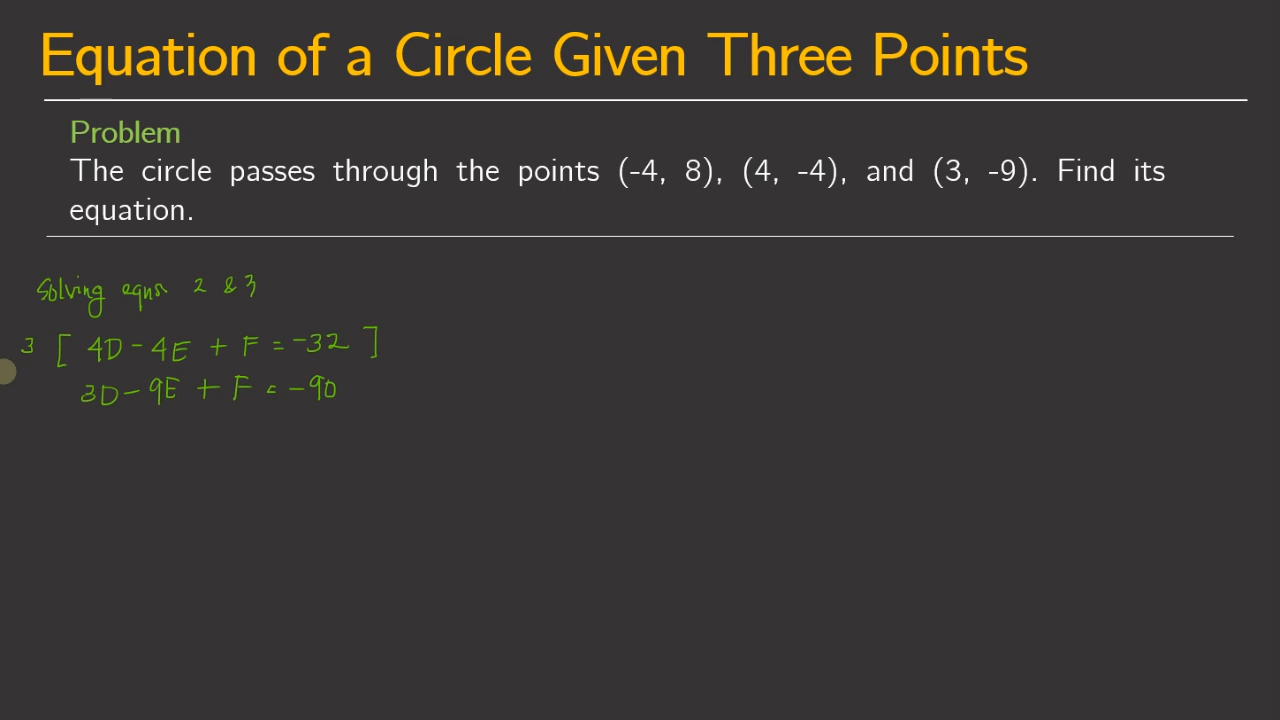 Equation of a Circle Given Three Points
Problem
The circle passes through the points (-4, 8), (4, -4), and (3, -9). Find its
equation.
Solving eqns 2 & 3
3 [ 4D - 4E + F = -32 ]
3D - 9E + F = -90